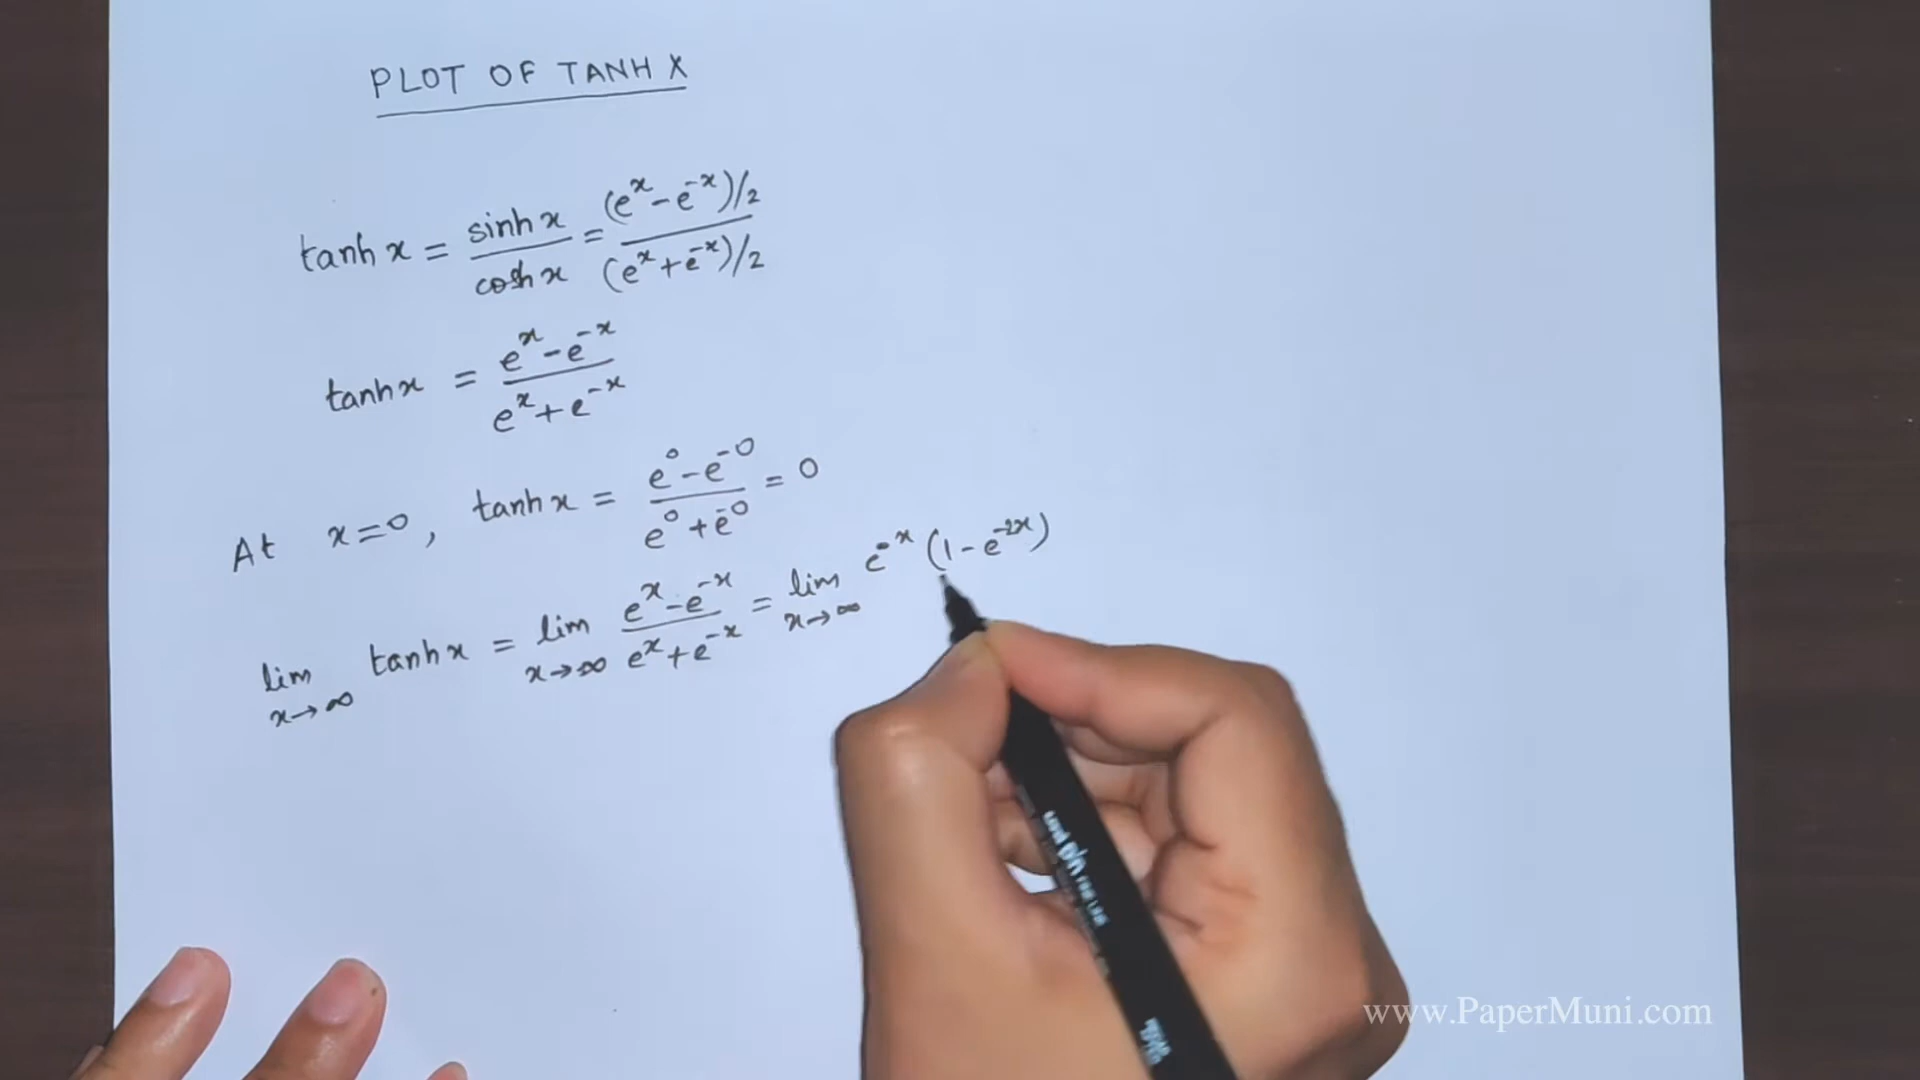 PLOT OF TANH X
tanh x = sinh x / cosh x = (e^x - e^-x)/2 / (e^x + e^-x)/2
tanh x = e^x - e^-x / e^x + e^-x
At x = 0, tanh x = e^0 - e^-0 / e^0 + e^-0 = 0
lim x→∞ tanh x = lim x→∞ e^x - e^-x / e^x + e^-x = lim x→∞ e^x (1 - e^-2x)
www.PaperMuni.com